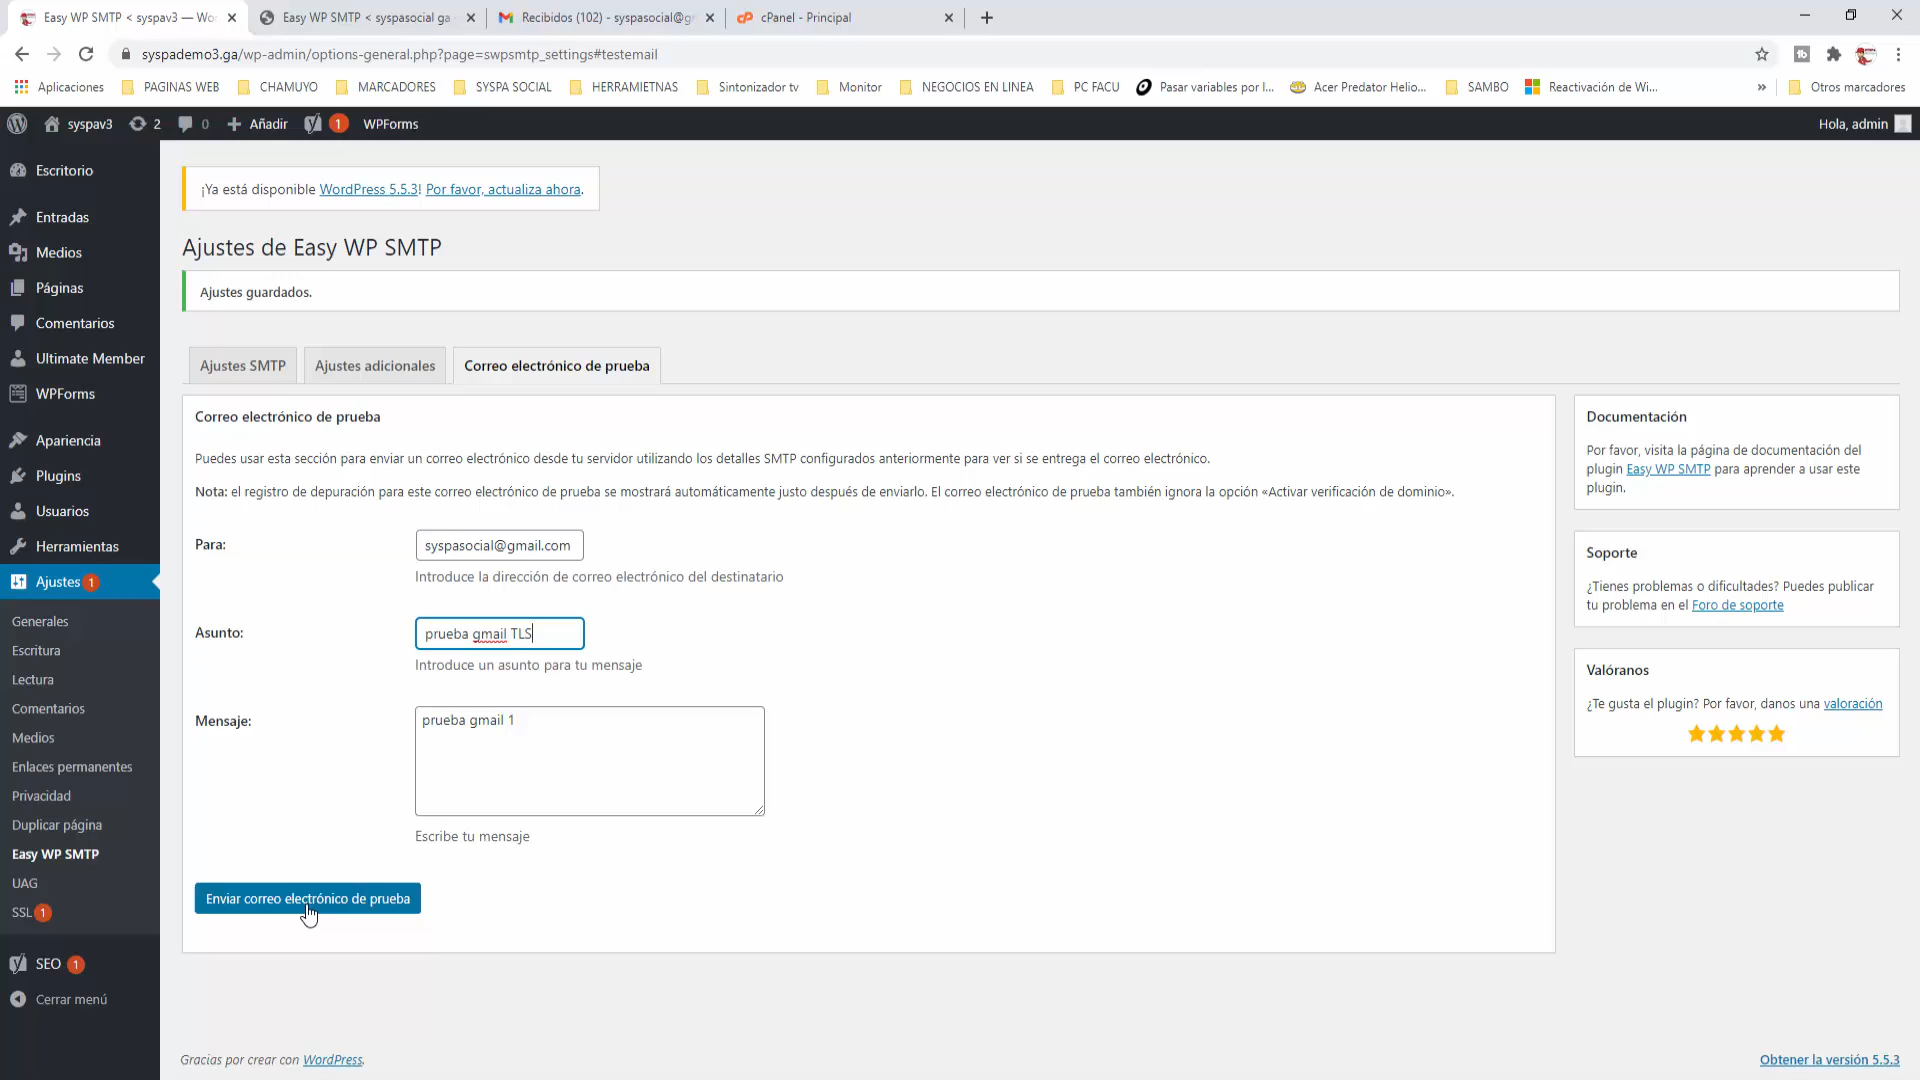 Easy WP SMTP < syspav3 — Wo
Easy WP SMTP < syspasocial ga
Recibidos (102) - syspasocial@g
cPanel - Principal
syspademo3.ga/wp-admin/options-general.php?page=swpsmtp_settings#testemail
Aplicaciones
PAGINAS WEB
CHAMUYO
MARCADORES
SYSPA SOCIAL
HERRAMIETNAS
Sintonizador tv
Monitor
NEGOCIOS EN LINEA
PC FACU
Pasar variables por l...
Acer Predator Helio...
SAMBO
Reactivación de Wi...
»
Otros marcadores
syspav3
2
0
Añadir
1
WPForms
Hola, admin
Escritorio
Entradas
Medios
Páginas
Comentarios
Ultimate Member
WPForms
Apariencia
Plugins
Usuarios
Herramientas
Ajustes 1
Generales
Escritura
Lectura
Comentarios
Medios
Enlaces permanentes
Privacidad
Duplicar página
Easy WP SMTP
UAG
SSL 1
SEO 1
Cerrar menú
¡Ya está disponible WordPress 5.5.3! Por favor, actualiza ahora.
Ajustes de Easy WP SMTP
Ajustes guardados.
Ajustes SMTP
Ajustes adicionales
Correo electrónico de prueba
Correo electrónico de prueba
Puedes usar esta sección para enviar un correo electrónico desde tu servidor utilizando los detalles SMTP configurados anteriormente para ver si se entrega el correo electrónico.
Nota: el registro de depuración para este correo electrónico de prueba se mostrará automáticamente justo después de enviarlo. El correo electrónico de prueba también ignora la opción «Activar verificación de dominio».
Para:
syspasocial@gmail.com
Introduce la dirección de correo electrónico del destinatario
Asunto:
prueba gmail TLS
Introduce un asunto para tu mensaje
Mensaje:
prueba gmail 1
Escribe tu mensaje
Enviar correo electrónico de prueba
Documentación
Por favor, visita la página de documentación del
plugin Easy WP SMTP para aprender a usar este
plugin.
Soporte
¿Tienes problemas o dificultades? Puedes publicar
tu problema en el Foro de soporte
Valóranos
¿Te gusta el plugin? Por favor, danos una valoración
Gracias por crear con WordPress.
Obtener la versión 5.5.3